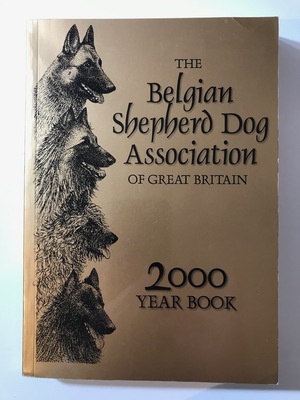 THE
Belgian
Shepherd Dog
Association
OF GREAT BRITAIN
2000
YEAR BOOK